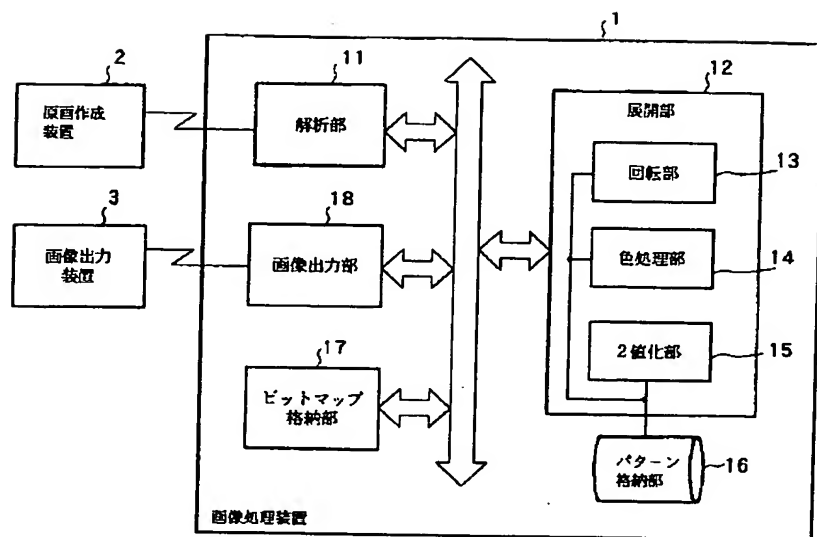 1
2
原画作成
装置
11
解析部
12
展開部
回転部
13
3
画像出力
装置
18
画像出力部
色処理部
14
17
ビットマップ
格納部
2値化部
15
パターン
格納部
16
画像処理装置